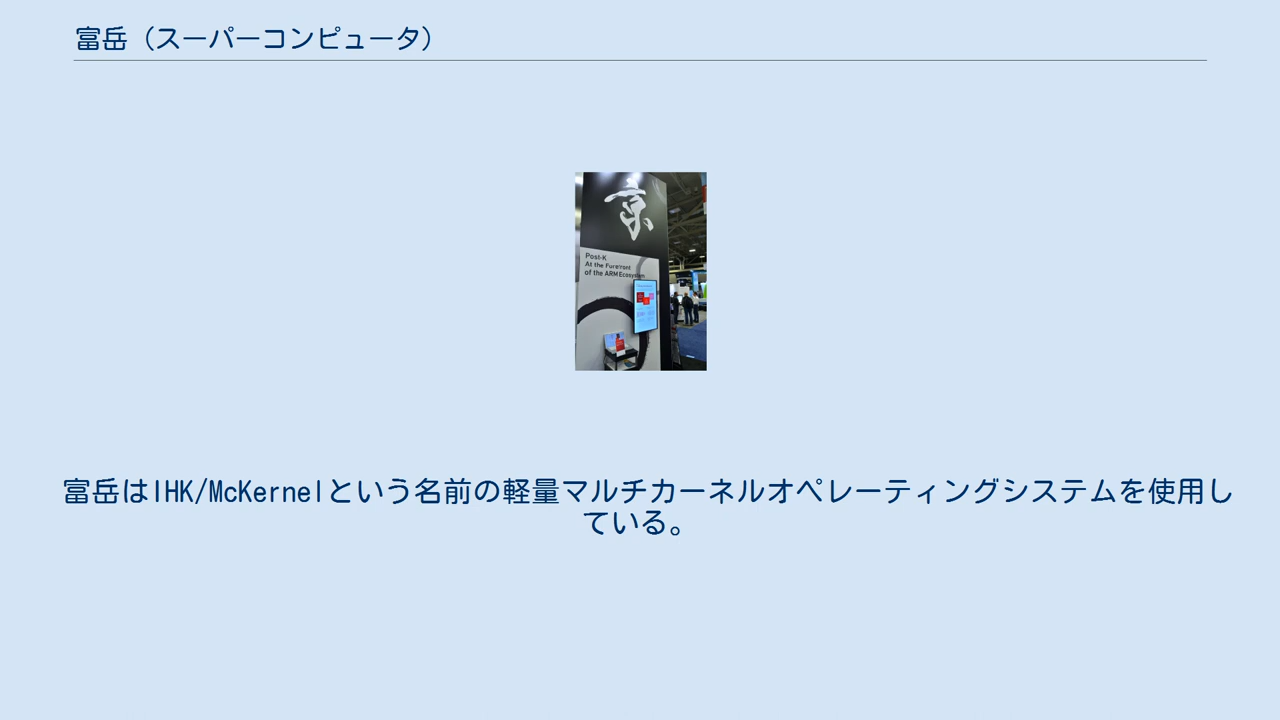 富岳（スーパーコンピュータ）
京
Post-K
At the Forefront
of the ARM Ecosystem
富岳はIHK/McKernelという名前の軽量マルチカーネルオペレーティングシステムを使用し
ている。